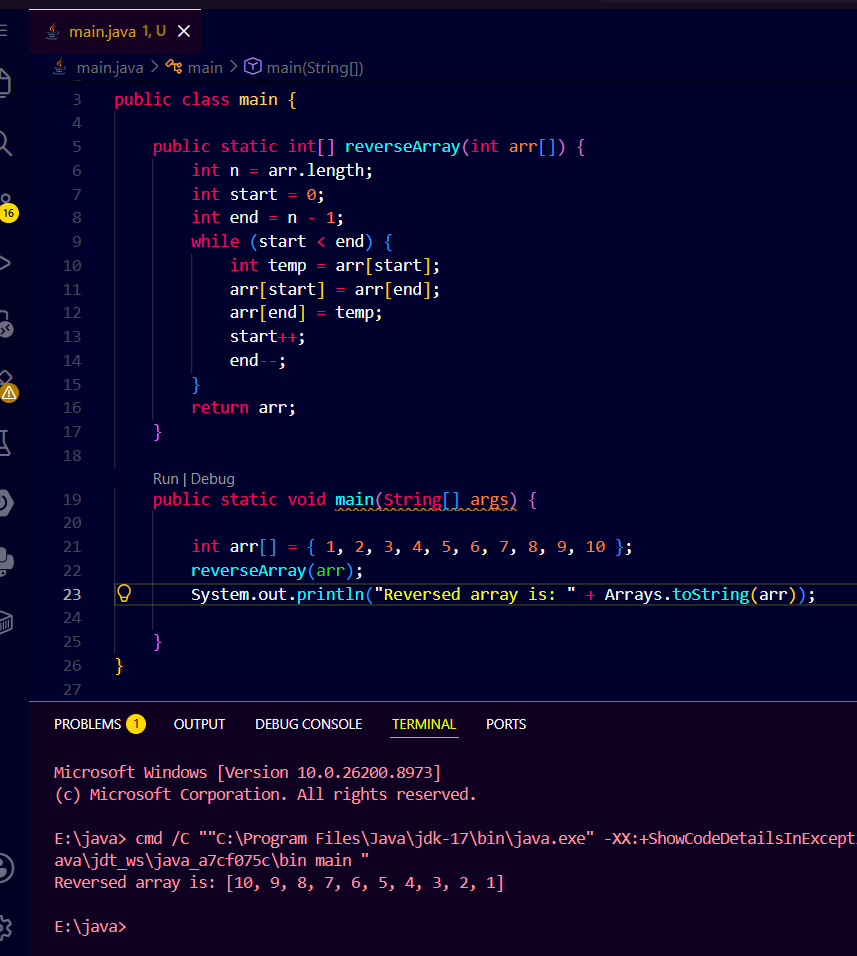 main.java 1, U
main.java > main > main(String[])
3 public class main {
4
5 public static int[] reverseArray(int arr[]) {
6 int n = arr.length;
7 int start = 0;
8 int end = n - 1;
9 while (start < end) {
10 int temp = arr[start];
11 arr[start] = arr[end];
12 arr[end] = temp;
13 start++;
14 end--;
15 }
16 return arr;
17 }
18
Run | Debug
19 public static void main(String[] args) {
20
21 int arr[] = { 1, 2, 3, 4, 5, 6, 7, 8, 9, 10 };
22 reverseArray(arr);
23 System.out.println("Reversed array is: " + Arrays.toString(arr));
24
25 }
26 }
27
16
PROBLEMS 1 OUTPUT DEBUG CONSOLE TERMINAL PORTS
Microsoft Windows [Version 10.0.26200.8973]
(c) Microsoft Corporation. All rights reserved.
E:\java> cmd /C ""C:\Program Files\Java\jdk-17\bin\java.exe" -XX:+ShowCodeDetailsInExcept
ava\jdt_ws\java_a7cf075c\bin main "
Reversed array is: [10, 9, 8, 7, 6, 5, 4, 3, 2, 1]
E:\java>